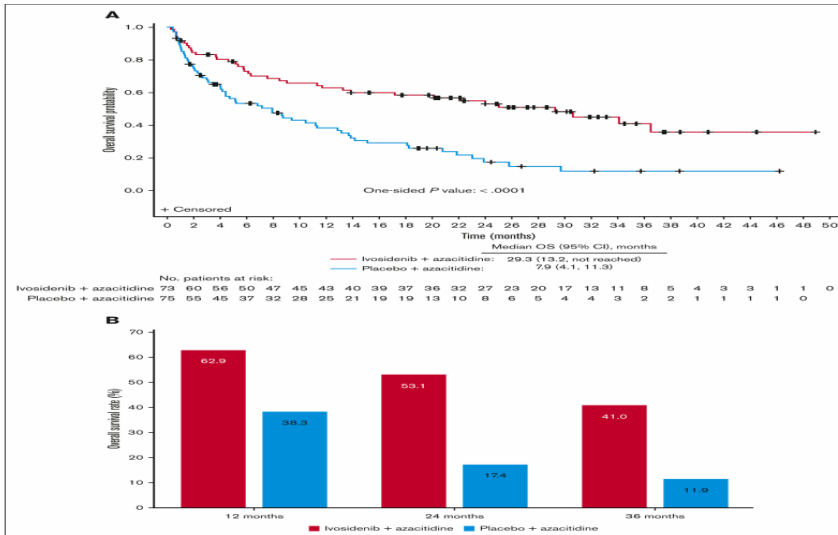 A
Overall survival probability
1.0
0.8
0.6
0.4
0.2
0.0
One-sided P value: < .0001
+ Censored
0 2 4 6 8 10 12 14 16 18 20 22 24 26 28 30 32 34 36 38 40 42 44 46 48 50
Time (months)
Median OS (95% CI), months
Ivosidenib + azacitidine: 29.3 (13.2, not reached)
Placebo + azacitidine: 7.9 (4.1, 11.3)
No. patients at risk:
Ivosidenib + azacitidine 73 60 56 50 47 45 43 40 39 37 36 32 27 23 20 17 13 11 8 5 4 3 3 1 1 0
Placebo + azacitidine 75 55 45 37 32 28 25 21 19 19 13 10 8 6 5 4 4 3 2 2 1 1 1 1 0
B
Overall survival rate (%)
70
60
50
40
30
20
10
0
62.9
38.3
53.1
17.4
41.0
11.9
12 months 24 months 36 months
Ivosidenib + azacitidine Placebo + azacitidine